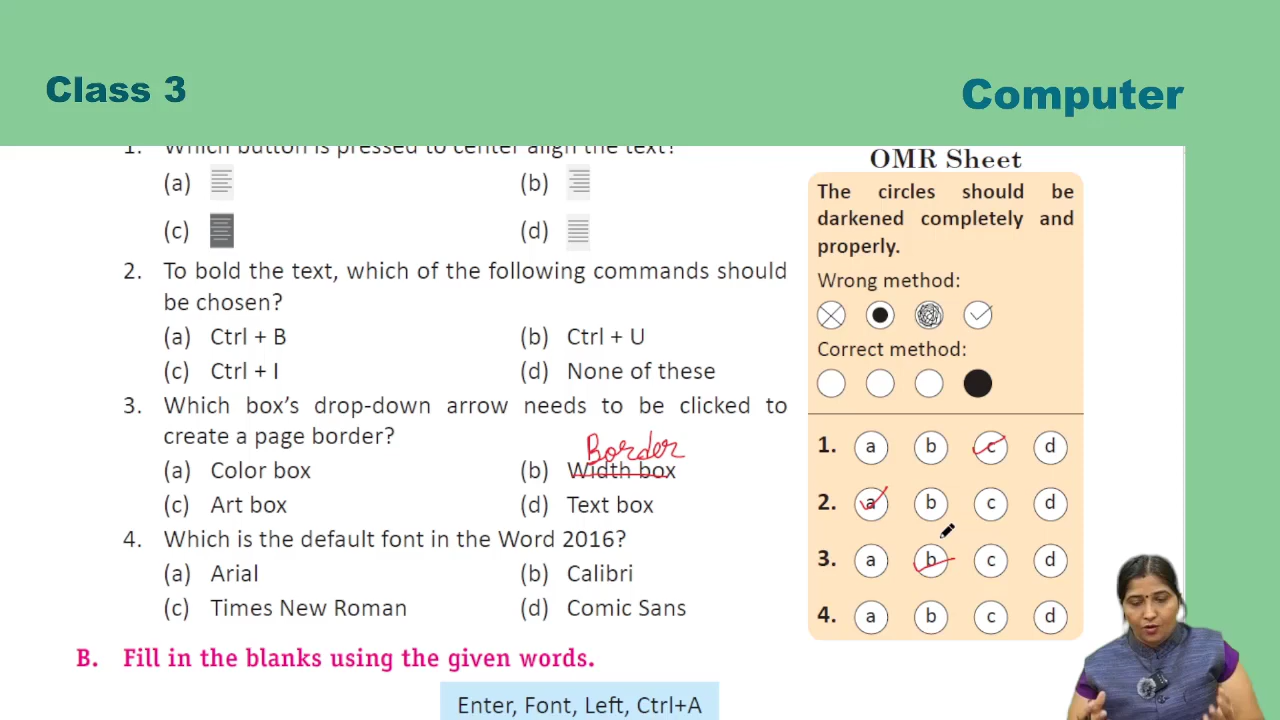 Class 3
Computer
1. Which button is pressed to center align the text?
(a)
(b)
(c)
(d)
2. To bold the text, which of the following commands should
be chosen?
(a) Ctrl + B
(b) Ctrl + U
(c) Ctrl + I
(d) None of these
3. Which box's drop-down arrow needs to be clicked to
create a page border?
Border
(a) Color box
(b) Width box
(c) Art box
(d) Text box
4. Which is the default font in the Word 2016?
(a) Arial
(b) Calibri
(c) Times New Roman
(d) Comic Sans
B. Fill in the blanks using the given words.
Enter, Font, Left, Ctrl+A
OMR Sheet
The circles should be
darkened completely and
properly.
Wrong method:
Correct method:
1. a b c d
2. a b c d
3. a b c d
4. a b c d